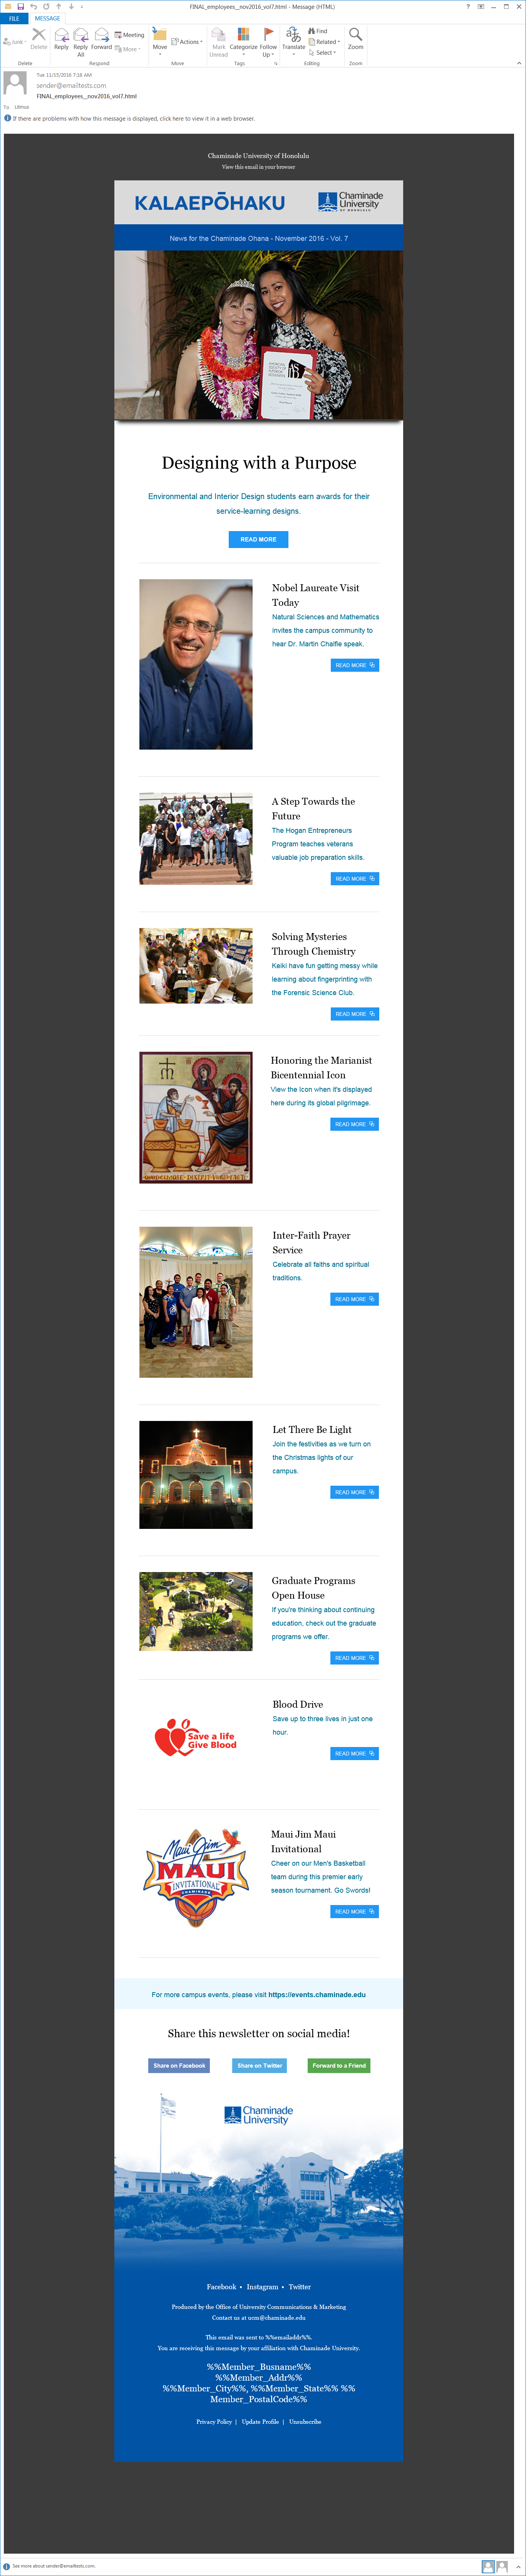 FINAL_employees_nov2016_vol7.html - Message (HTML)
FILE
MESSAGE
Junk
Delete
Reply
Reply All
Forward
Meeting
More
Move
Actions
Mark Unread
Categorize
Follow Up
Translate
Find
Related
Select
Zoom
Delete
Respond
Move
Tags
Editing
Zoom
Tue 11/15/2016 7:18 AM
sender@emailtests.com
FINAL_employees_nov2016_vol7.html
To Litmus
If there are problems with how this message is displayed, click here to view it in a web browser.
Chaminade University of Honolulu
View this email in your browser
KALAEPŌHAKU
Chaminade
University
OF HONOLULU
News for the Chaminade Ohana - November 2016 - Vol. 7
Designing with a Purpose
Environmental and Interior Design students earn awards for their
service-learning designs.
READ MORE
Nobel Laureate Visit
Today
Natural Sciences and Mathematics
invites the campus community to
hear Dr. Martin Chalfie speak.
READ MORE
A Step Towards the
Future
The Hogan Entrepreneurs
Program teaches veterans
valuable job preparation skills.
READ MORE
Solving Mysteries
Through Chemistry
Keiki have fun getting messy while
learning about fingerprinting with
the Forensic Science Club.
READ MORE
Honoring the Marianist
Bicentennial Icon
View the Icon when it's displayed
here during its global pilgrimage.
READ MORE
Inter-Faith Prayer
Service
Celebrate all faiths and spiritual
traditions.
READ MORE
Let There Be Light
Join the festivities as we turn on
the Christmas lights of our
campus.
READ MORE
Graduate Programs
Open House
If you're thinking about continuing
education, check out the graduate
programs we offer.
READ MORE
Save a life
Give Blood
Blood Drive
Save up to three lives in just one
hour.
READ MORE
Maui Jim
MAUI
INVITATIONAL
CHAMINADE
Maui Jim Maui
Invitational
Cheer on our Men's Basketball
team during this premier early
season tournament. Go Swords!
READ MORE
For more campus events, please visit https://events.chaminade.edu
Share this newsletter on social media!
Share on Facebook
Share on Twitter
Forward to a Friend
Chaminade
University
Facebook • Instagram • Twitter
Produced by the Office of University Communications & Marketing
Contact us at ucm@chaminade.edu
This email was sent to %%emailaddr%%.
You are receiving this message by your affiliation with Chaminade University.
%%Member_Busname%%
%%Member_Addr%%
%%Member_City%%, %%Member_State%% %%
Member_PostalCode%%
Privacy Policy | Update Profile | Unsubscribe
See more about sender@emailtests.com.